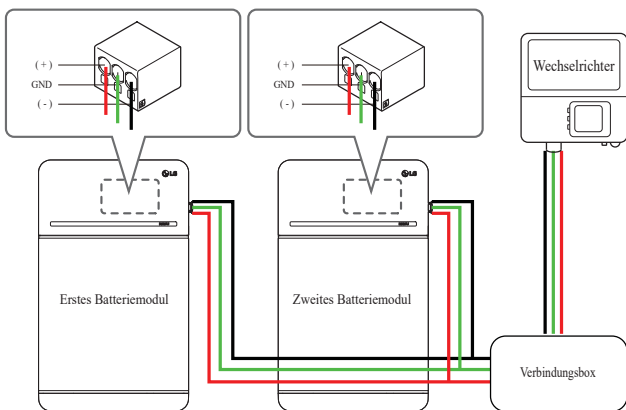 (+)
GND
(-)
(+)
GND
(-)
Wechselrichter
LG
LG
Erstes Batteriemodul
Zweites Batteriemodul
Verbindungsbox